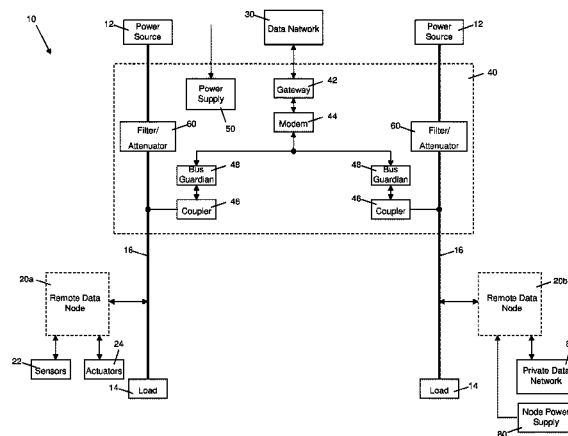 10
12
Power
Source
30
Data Network
12
Power
Source
40
42
Gateway
Power
Supply
50
44
Modem
60
Filter/
Attenuator
60
Filter/
Attenuator
48
Bus
Guardian
48
Bus
Guardian
46
Coupler
46
Coupler
16
16
20a
Remote Data
Node
20b
Remote Data
Node
22
Sensors
24
Actuators
14
Load
14
Load
Private Data
Network
Node Power
Supply
80